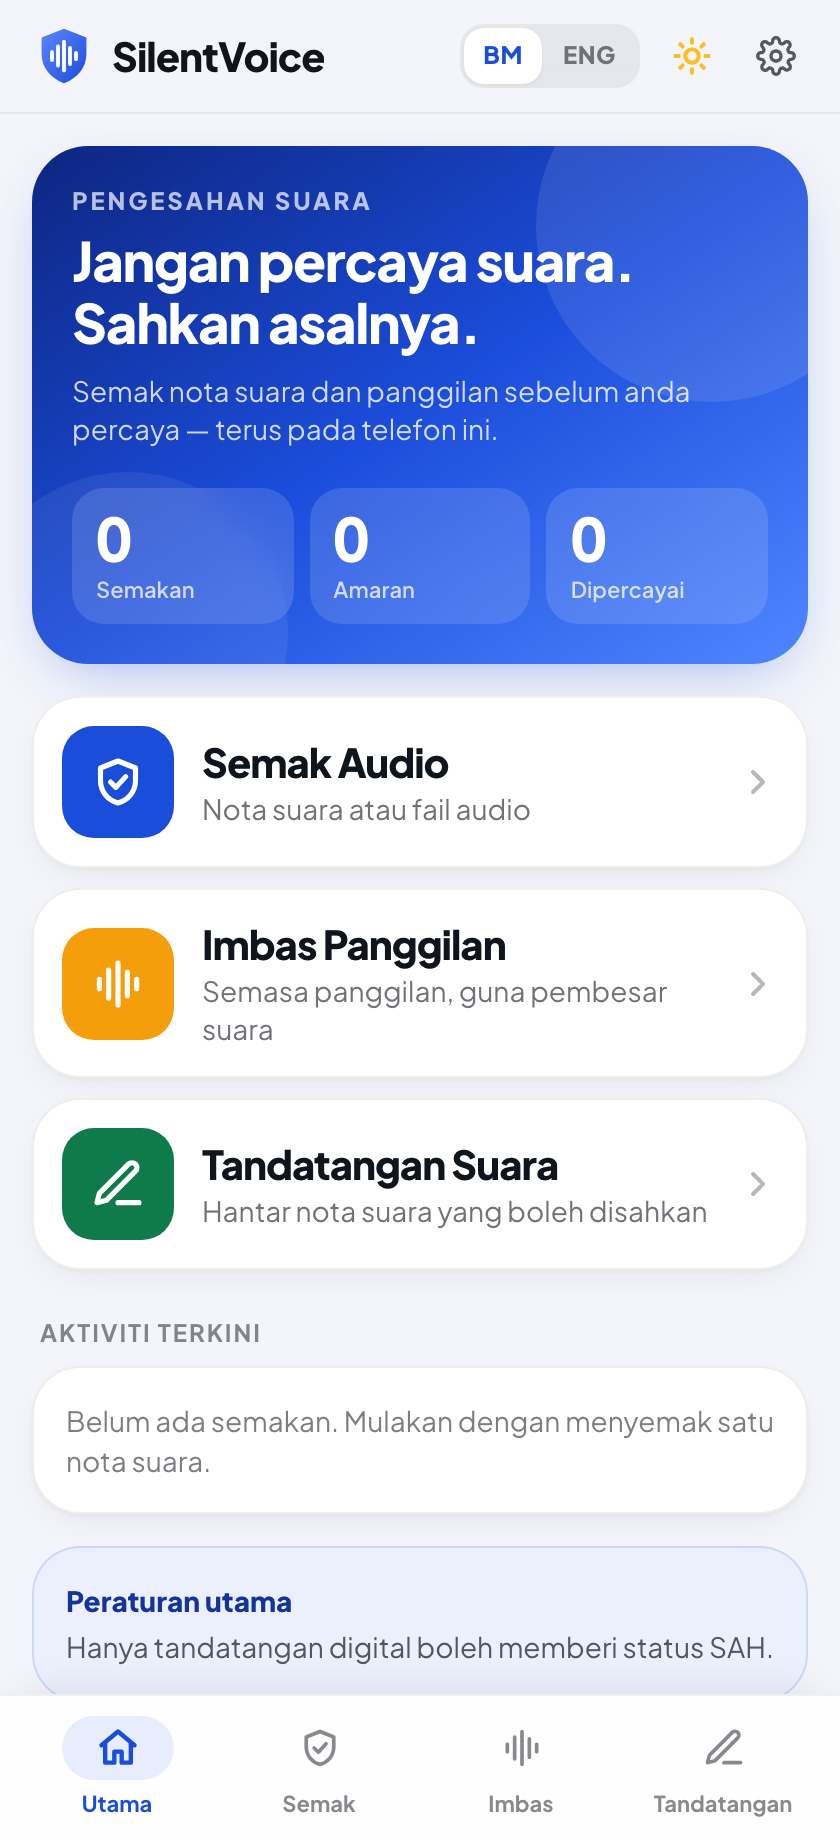 SilentVoice
BM
ENG
PENGESAHAN SUARA
Jangan percaya suara.
Sahkan asalnya.
Semak nota suara dan panggilan sebelum anda
percaya — terus pada telefon ini.
0
Semakan
0
Amaran
0
Dipercayai
Semak Audio
Nota suara atau fail audio
Imbas Panggilan
Semasa panggilan, guna pembesar
suara
Tandatangan Suara
Hantar nota suara yang boleh disahkan
AKTIVITI TERKINI
Belum ada semakan. Mulakan dengan menyemak satu
nota suara.
Peraturan utama
Hanya tandatangan digital boleh memberi status SAH.
Utama
Semak
Imbas
Tandatangan